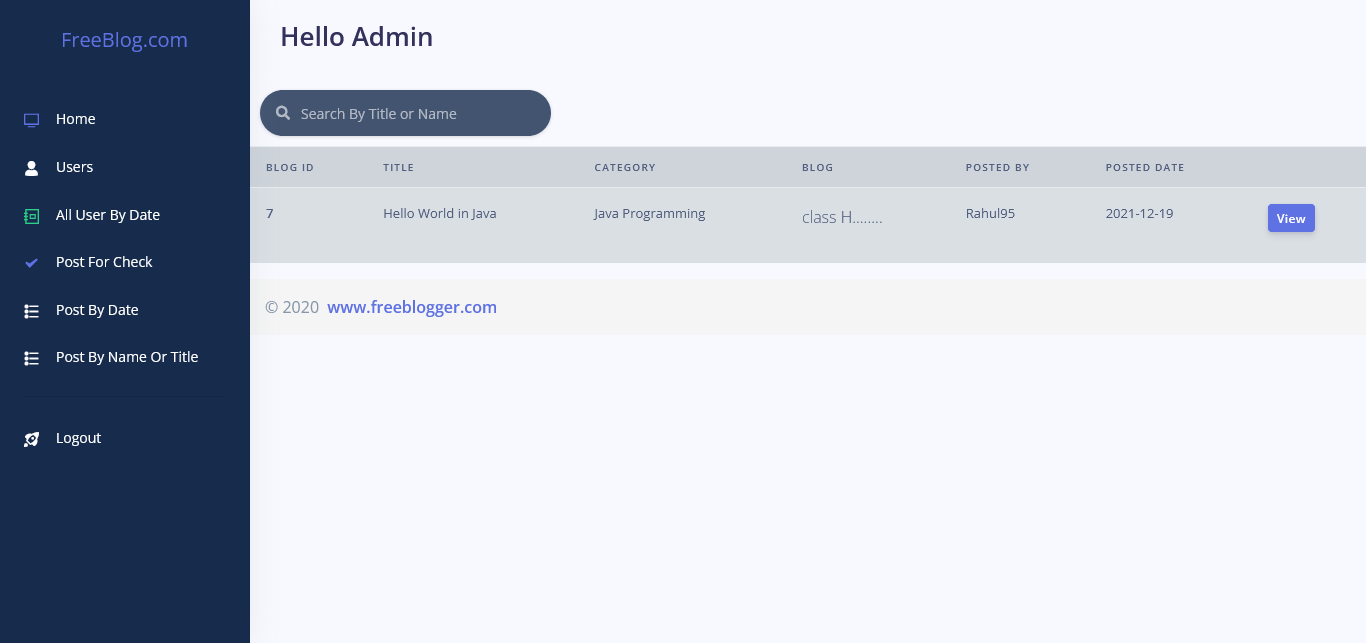 FreeBlog.com
Home
Users
All User By Date
Post For Check
Post By Date
Post By Name Or Title
Logout
Hello Admin
Search By Title or Name
BLOG ID TITLE CATEGORY BLOG POSTED BY POSTED DATE
7 Hello World in Java Java Programming class H........ Rahul95 2021-12-19 View
© 2020 www.freeblogger.com